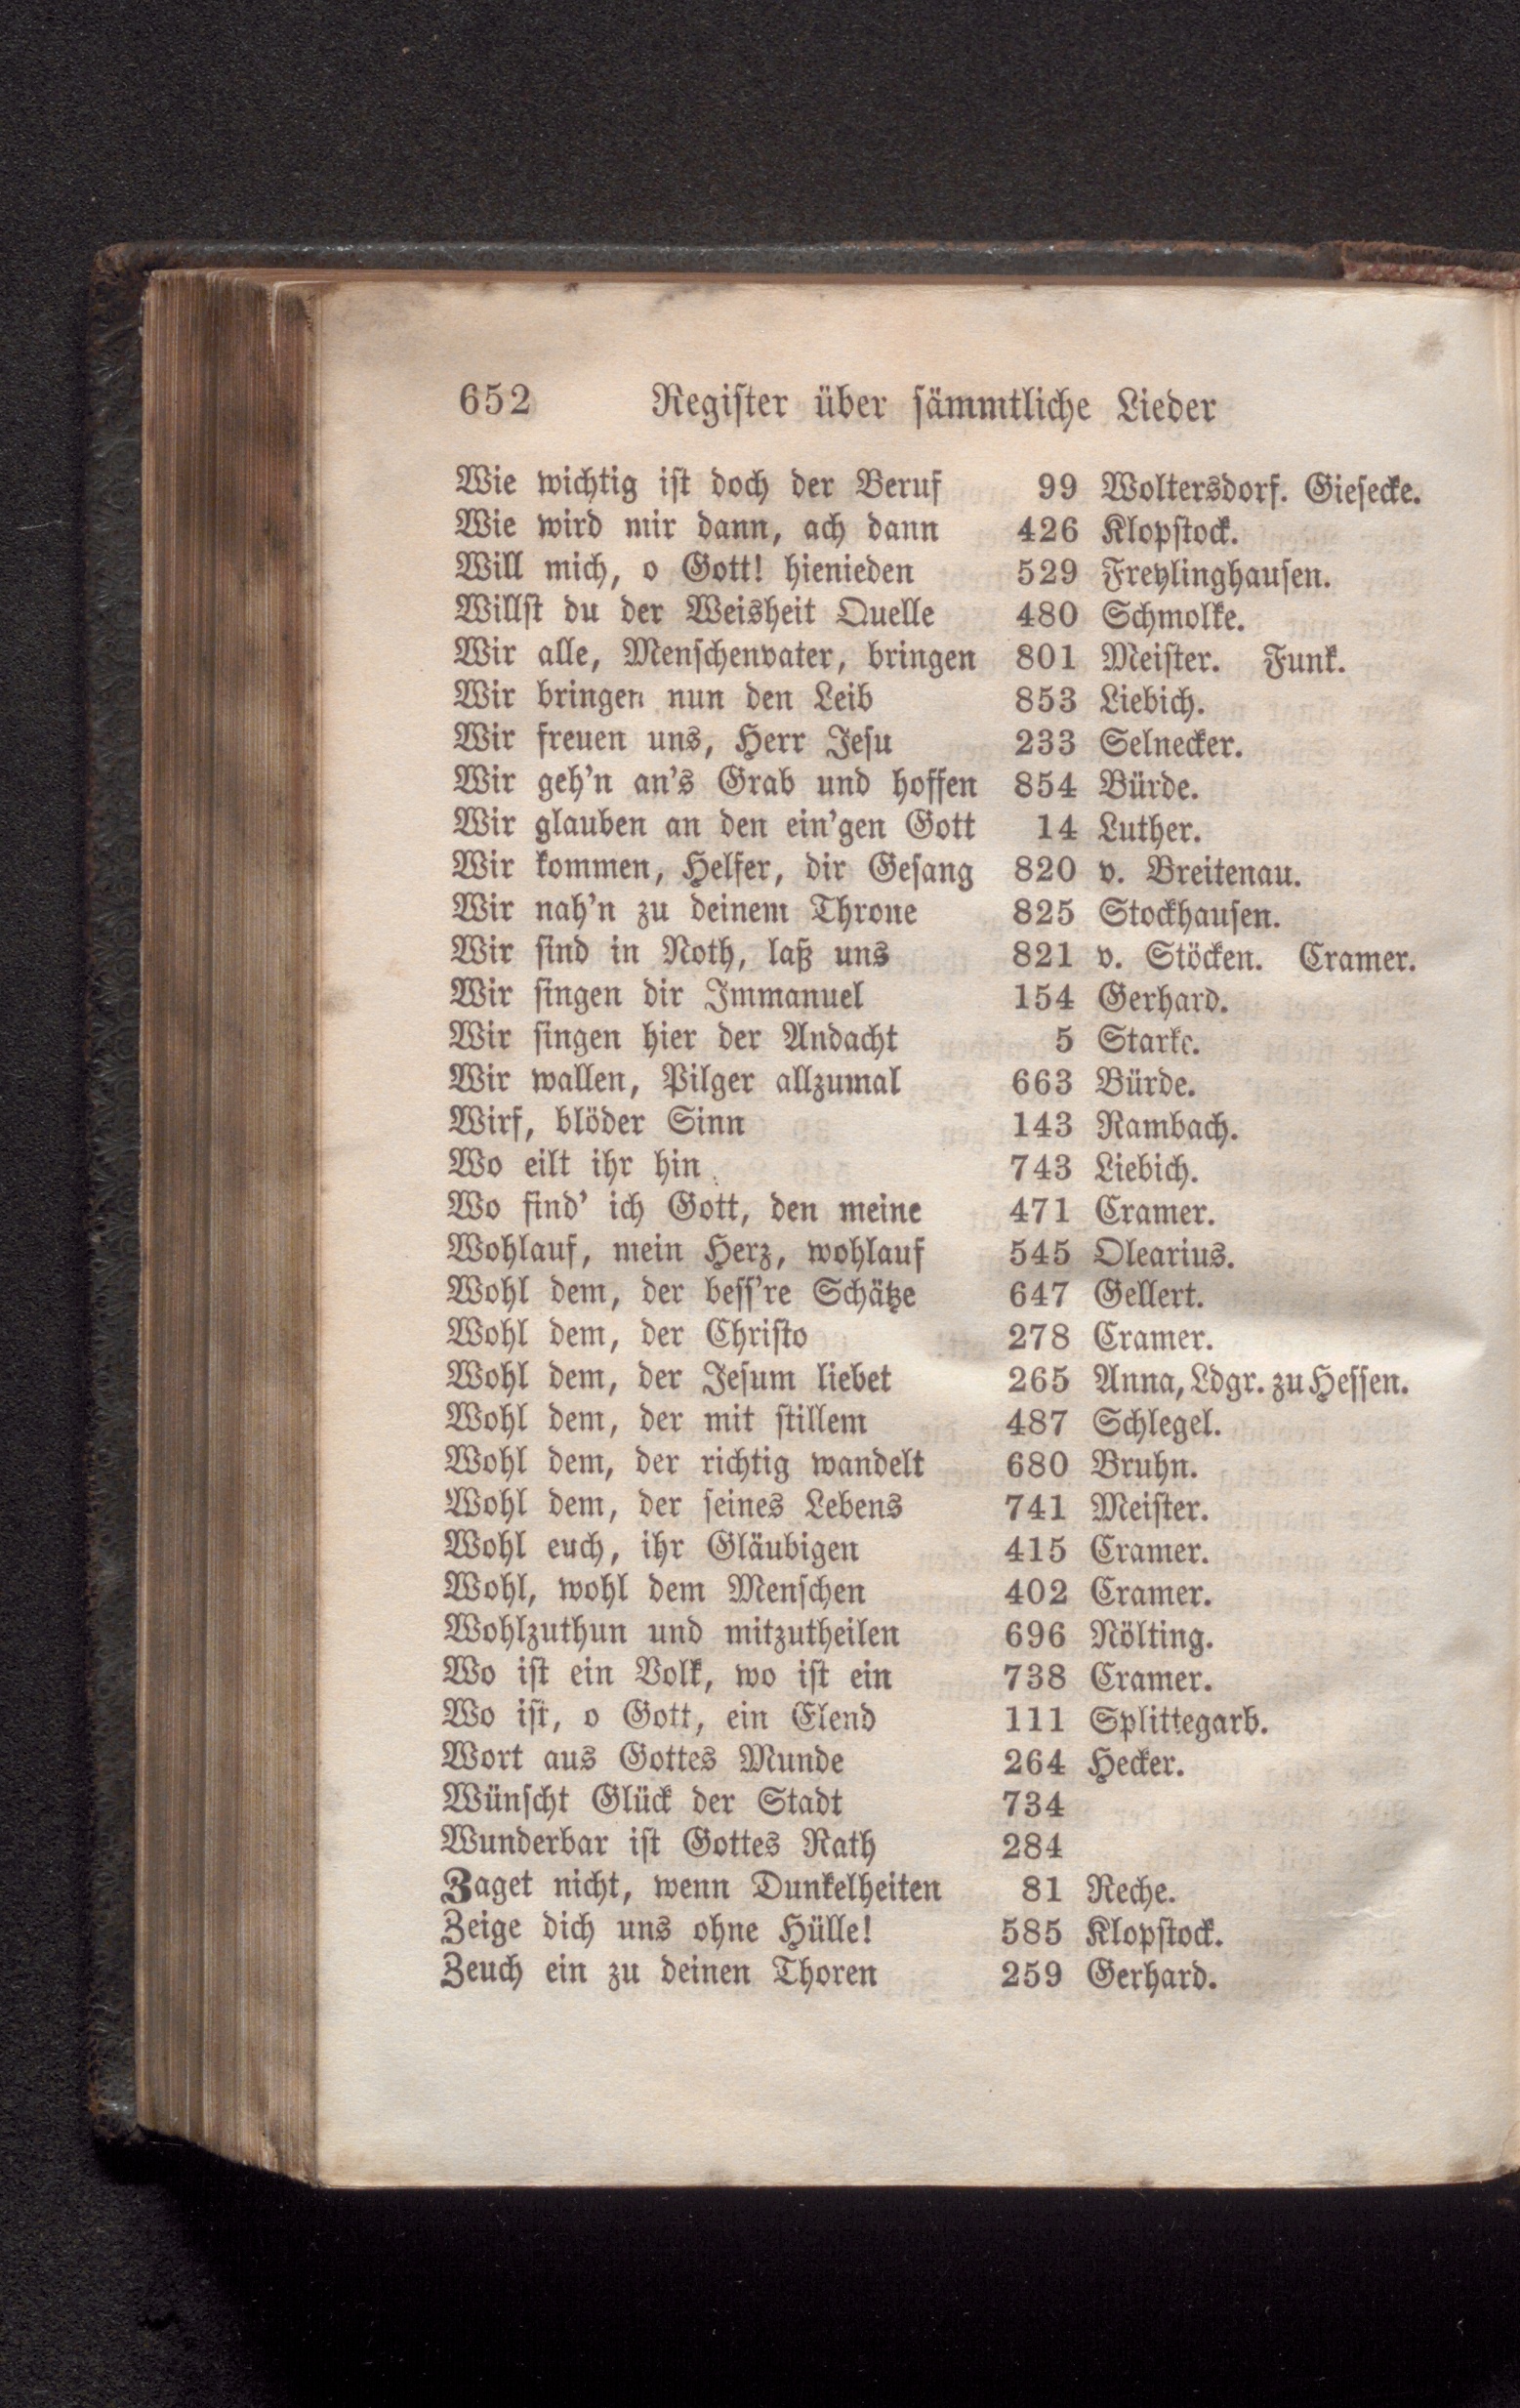 652 Register über sämmtliche Lieder
Wie wichtig ist doch der Beruf 99 Woltersdorf. Giesecke.
Wie wird mir dann, ach dann 426 Klopstock.
Will mich, o Gott! hienieden 529 Freylinghausen.
Willst du der Weisheit Quelle 480 Schmolke.
Wir alle, Menschenvater, bringen 801 Meister. Funk.
Wir bringen nun den Leib 853 Liebich.
Wir freuen uns, Herr Jesu 233 Selnecker.
Wir geh'n an's Grab und hoffen 854 Bürde.
Wir glauben an den ein'gen Gott 14 Luther.
Wir kommen, Helfer, dir Gesang 820 v. Breitenau.
Wir nah'n zu deinem Throne 825 Stockhausen.
Wir sind in Noth, laß uns 821 v. Stöcken. Cramer.
Wir singen dir Immanuel 154 Gerhard.
Wir singen hier der Andacht 5 Starke.
Wir wallen, Pilger allzumal 663 Bürde.
Wirf, blöder Sinn 143 Rambach.
Wo eilt ihr hin 743 Liebich.
Wo find' ich Gott, den meine 471 Cramer.
Wohlauf, mein Herz, wohlauf 545 Olearius.
Wohl dem, der bess're Schätze 647 Gellert.
Wohl dem, der Christo 278 Cramer.
Wohl dem, der Jesum liebet 265 Anna, Ldgr. zu Hessen.
Wohl dem, der mit stillem 487 Schlegel.
Wohl dem, der richtig wandelt 680 Bruhn.
Wohl dem, der seines Lebens 741 Meister.
Wohl euch, ihr Gläubigen 415 Cramer.
Wohl, wohl dem Menschen 402 Cramer.
Wohlzuthun und mitzutheilen 696 Nölting.
Wo ist ein Volk, wo ist ein 738 Cramer.
Wo ist, o Gott, ein Elend 111 Splittegarb.
Wort aus Gottes Munde 264 Hecker.
Wünscht Glück der Stadt 734
Wunderbar ist Gottes Rath 284
Zaget nicht, wenn Dunkelheiten 81 Reche.
Zeige dich uns ohne Hülle! 585 Klopstock.
Zeuch ein zu deinen Thoren 259 Gerhard.